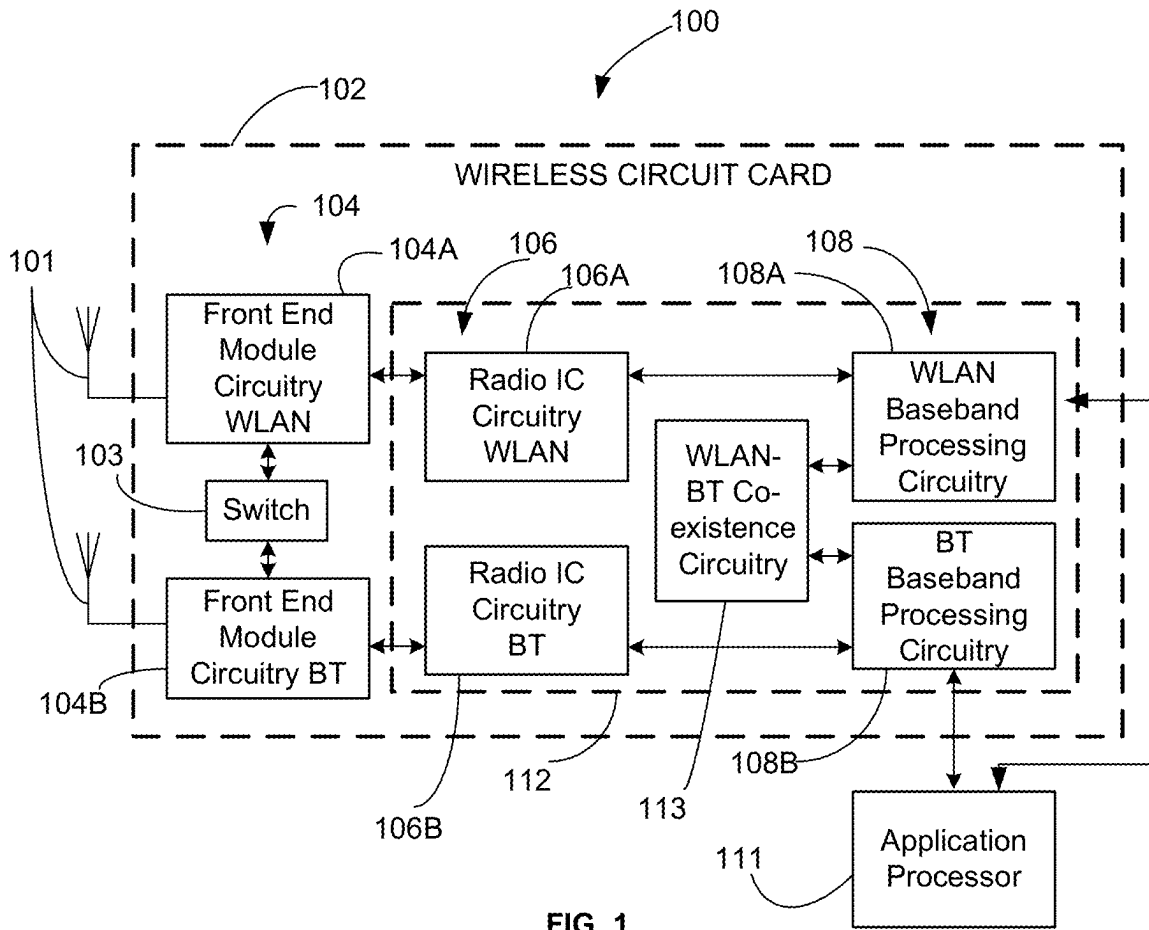 100
102
WIRELESS CIRCUIT CARD
104
104A
101
106
106A
108
108A
Front End
Module
Circuitry
WLAN
Radio IC
Circuitry
WLAN
WLAN
Baseband
Processing
Circuitry
103
Switch
WLAN-
BT Co-
existence
Circuitry
Front End
Module
Circuitry BT
Radio IC
Circuitry
BT
BT
Baseband
Processing
Circuitry
104B
106B
112
113
108B
111
Application
Processor
FIG. 1